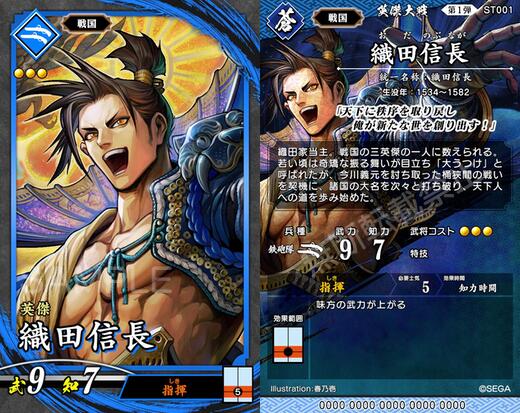 戦国
英傑
織田信長
武9
知7
しき
指揮
5
蒼
戦国
英傑大戦
第1弾
ST001
おだのぶなが
織田信長
統一名称:織田信長
生没年:1534~1582
「天下に秩序を取り戻し
俺が新たな世を創り出す!」
織田家当主。戦国の三英傑の一人に数えられる。
若い頃は奇矯な振る舞いが目立ち「大うつけ」と
呼ばれたが、今川義元を討ち取った桶狭間の戦い
を契機に、諸国の大名を次々と打ち破り、天下人
への道を歩み始めた。
兵種
武力
知力
武将コスト
鉄砲隊
9
7
特技
しき
指揮
必要士気
5
効果時間
知力時間
味方の武力が上がる
効果範囲
Illustration:春乃壱
©SEGA
0000-0000-0000-0000-0000